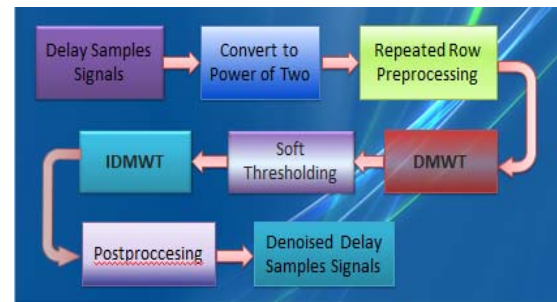 Delay Samples
Signals
Convert to
Power of Two
Repeated Row
Preprocessing
DMWT
Soft
Thresholding
IDMWT
Postproccesing
Denoised Delay
Samples Signals